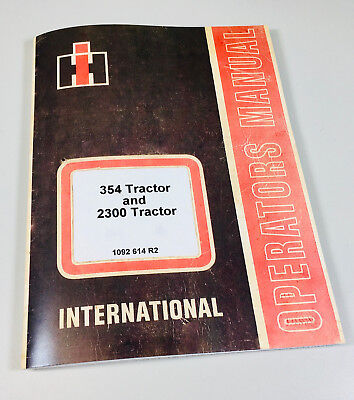 354 Tractor
and
2300 Tractor
1092 614 R2
INTERNATIONAL
OPERATORS MANUAL